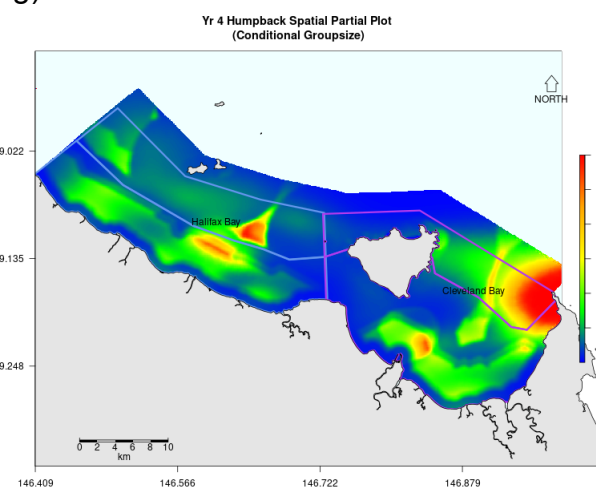 Yr 4 Humpback Spatial Partial Plot
(Conditional Groupsize)
NORTH
9.022
Halifax Bay
9.135
Cleveland Bay
9.248
0 2 4 6 8 10
km
146.409 146.566 146.722 146.879